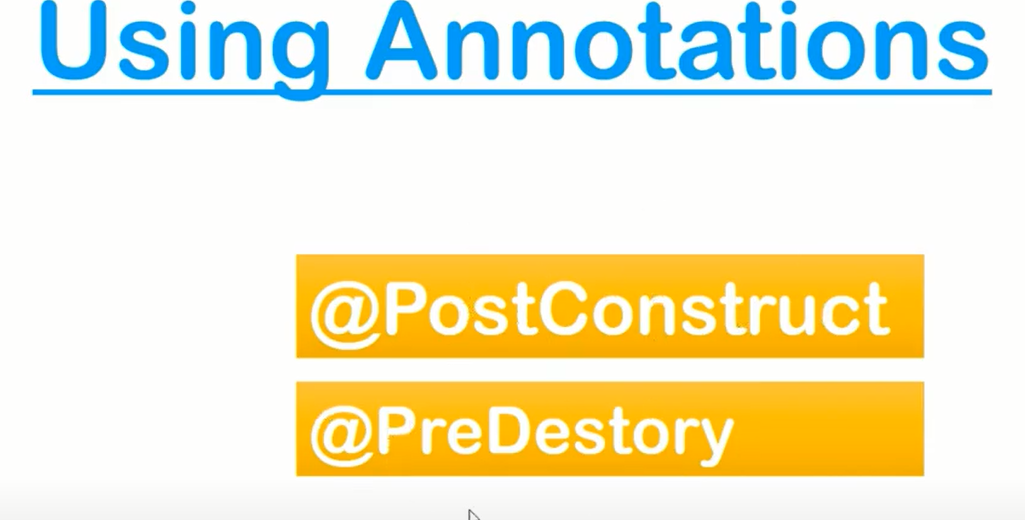 Using Annotations
@PostConstruct
@PreDestory